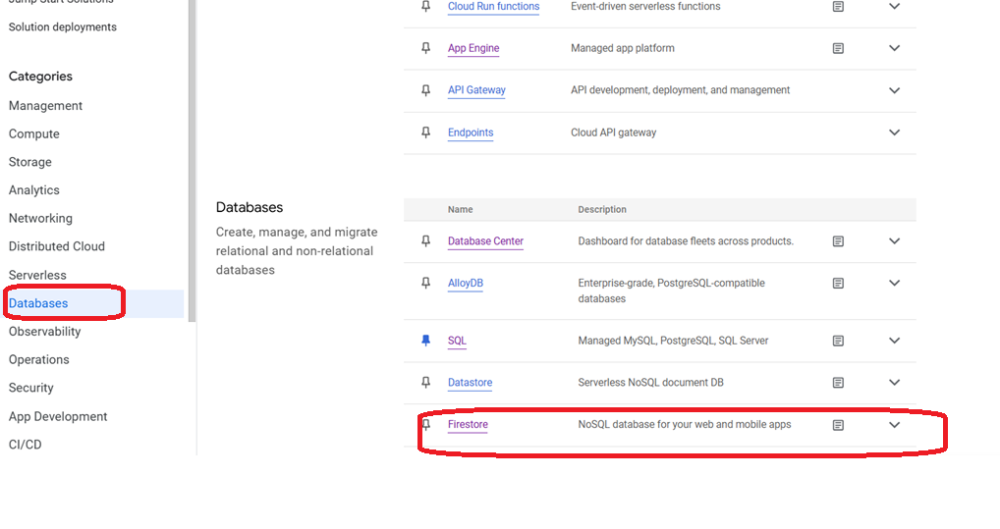 Jump Start Solutions
Solution deployments
Categories
Management
Compute
Storage
Analytics
Networking
Distributed Cloud
Serverless
Databases
Observability
Operations
Security
App Development
CI/CD
Cloud Run functions Event-driven serverless functions
App Engine Managed app platform
API Gateway API development, deployment, and management
Endpoints Cloud API gateway
Databases
Create, manage, and migrate
relational and non-relational
databases
Name Description
Database Center Dashboard for database fleets across products.
AlloyDB Enterprise-grade, PostgreSQL-compatible
databases
SQL Managed MySQL, PostgreSQL, SQL Server
Datastore Serverless NoSQL document DB
Firestore NoSQL database for your web and mobile apps